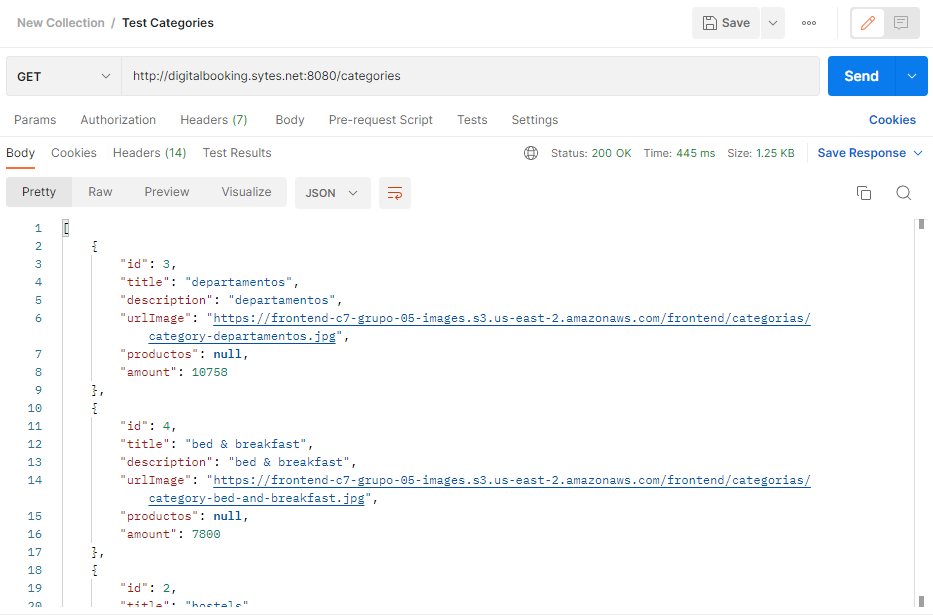 New Collection / Test Categories
Save
GET
http://digitalbooking.sytes.net:8080/categories
Send
Params Authorization Headers (7) Body Pre-request Script Tests Settings
Cookies
Body Cookies Headers (14) Test Results
Status: 200 OK Time: 445 ms Size: 1.25 KB
Save Response
Pretty Raw Preview Visualize
JSON
1 [
2 {
3 "id": 3,
4 "title": "departamentos",
5 "description": "departamentos",
6 "urlImage": "https://frontend-c7-grupo-05-images.s3.us-east-2.amazonaws.com/frontend/categorias/
category-departamentos.jpg",
7 "productos": null,
8 "amount": 10758
9 },
10 {
11 "id": 4,
12 "title": "bed & breakfast",
13 "description": "bed & breakfast",
14 "urlImage": "https://frontend-c7-grupo-05-images.s3.us-east-2.amazonaws.com/frontend/categorias/
category-bed-and-breakfast.jpg",
15 "productos": null,
16 "amount": 7800
17 },
18 {
19 "id": 2,
20 "title": "hostels"